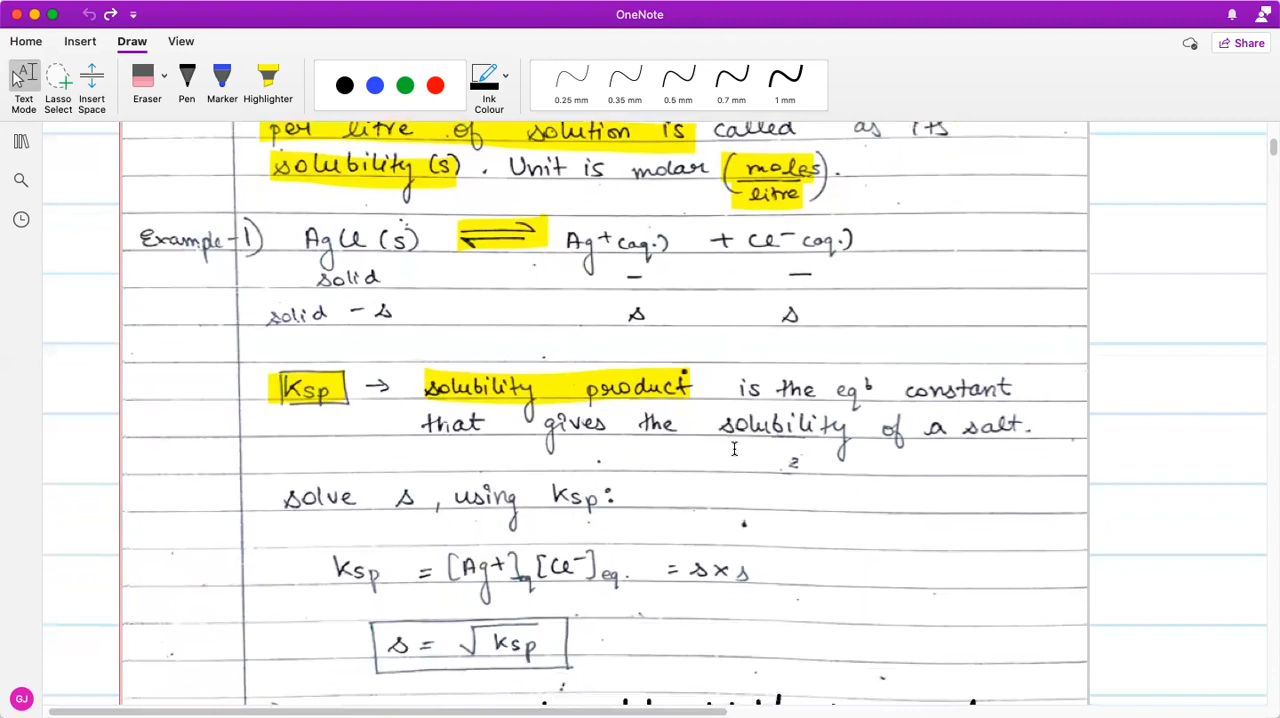 OneNote
Home Insert Draw View
Share
Text Mode
Lasso Select
Insert Space
Eraser
Pen
Marker
Highlighter
Ink Colour
0.25 mm
0.35 mm
0.5 mm
0.7 mm
1 mm
per litre of solution is called as its
solubility (s). Unit is molar (moles/litre).
Example-1) AgCl (s) ⇌ Ag+ (aq.) + Cl- (aq.)
solid — —
solid - s s s
Ksp → solubility product is the eqb constant
that gives the solubility of a salt.
solve s, using Ksp:
Ksp = [Ag+]eq [Cl-]eq. = s×s
s = √Ksp
GJ